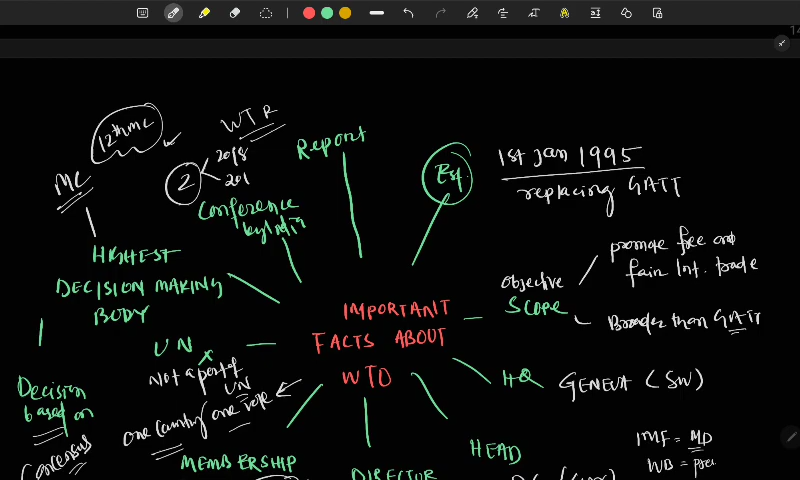 12th MC
WTR
Report
MC
2
2018
201
Conference
by India
Est.
1st Jan 1995
replacing GATT
HIGHEST
DECISION MAKING
BODY
Objective
SCOPE
promote free and
fair Int. trade
Broader than GATT
IMPORTANT
FACTS ABOUT
WTO
UN x
Not a part of
UN
one country one vote
Decision
based on
Consensus
HQ
GENEVA (SW)
MEMBERSHIP
DIRECTOR
HEAD
IMF = MD
WB = pres